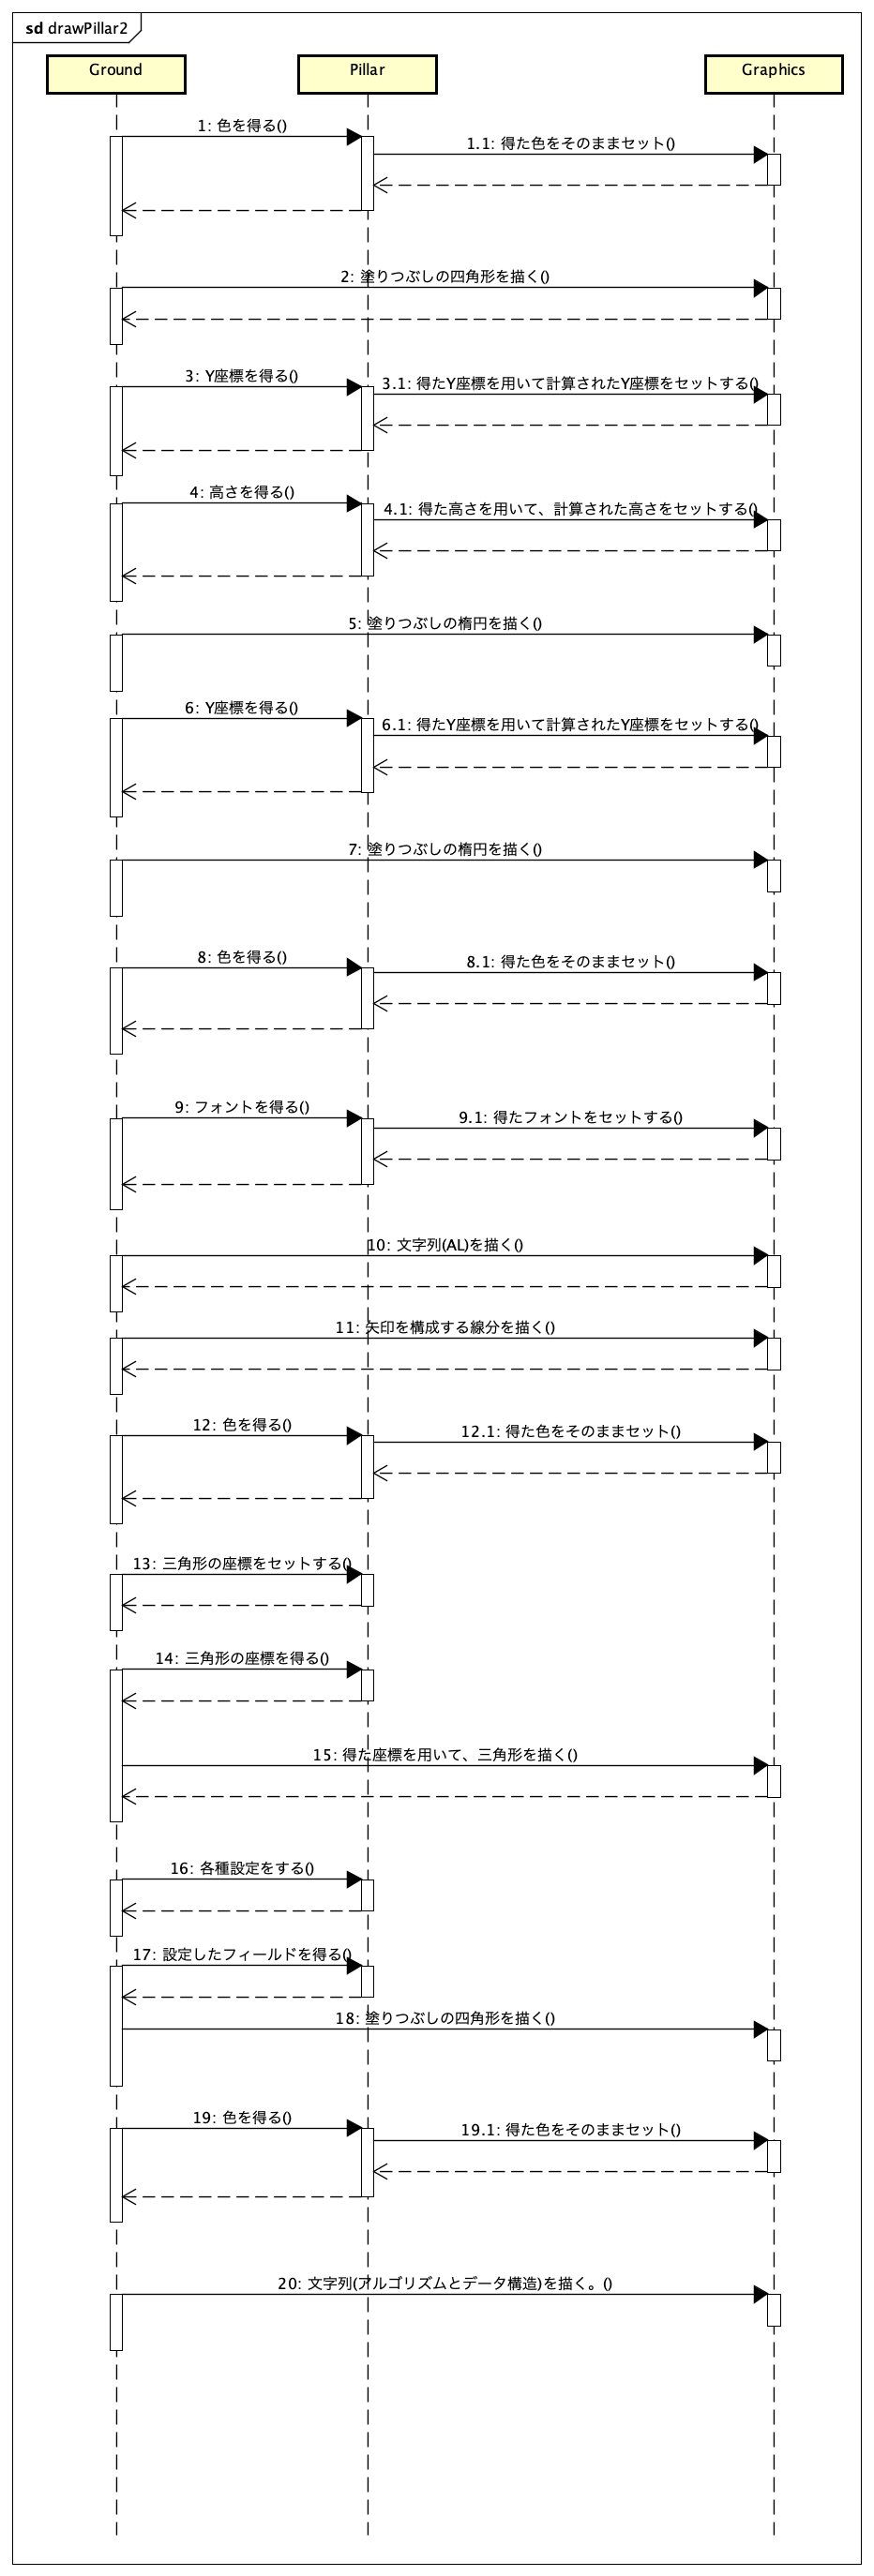 sd drawPillar2
Ground
Pillar
Graphics
1: 色を得る()
1.1: 得た色をそのままセット()
2: 塗りつぶしの四角形を描く()
3: Y座標を得る()
3.1: 得たY座標を用いて計算されたY座標をセットする()
4: 高さを得る()
4.1: 得た高さを用いて、計算された高さをセットする()
5: 塗りつぶしの楕円を描く()
6: Y座標を得る()
6.1: 得たY座標を用いて計算されたY座標をセットする()
7: 塗りつぶしの楕円を描く()
8: 色を得る()
8.1: 得た色をそのままセット()
9: フォントを得る()
9.1: 得たフォントをセットする()
10: 文字列(AL)を描く()
11: 矢印を構成する線分を描く()
12: 色を得る()
12.1: 得た色をそのままセット()
13: 三角形の座標をセットする()
14: 三角形の座標を得る()
15: 得た座標を用いて、三角形を描く()
16: 各種設定をする()
17: 設定したフィールドを得る()
18: 塗りつぶしの四角形を描く()
19: 色を得る()
19.1: 得た色をそのままセット()
20: 文字列(アルゴリズムとデータ構造)を描く。()